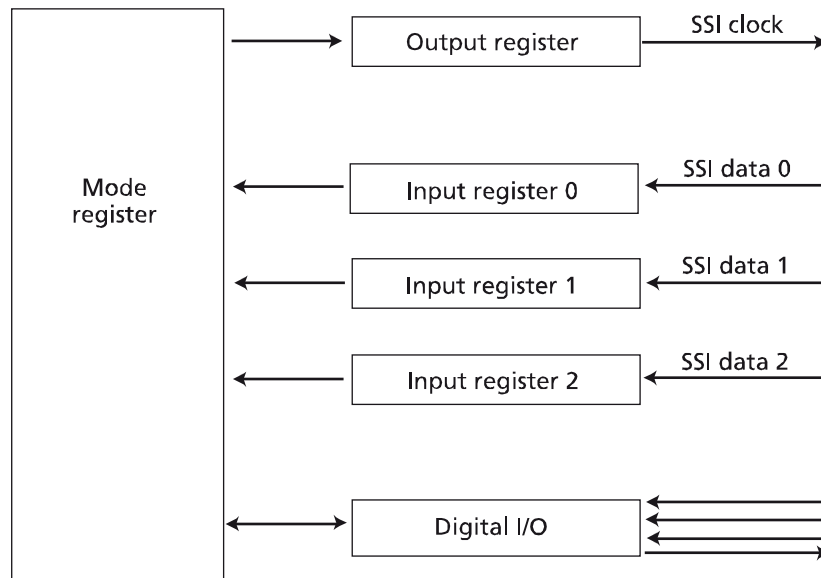 Mode
register
Output register
SSI clock
Input register 0
SSI data 0
Input register 1
SSI data 1
Input register 2
SSI data 2
Digital I/O